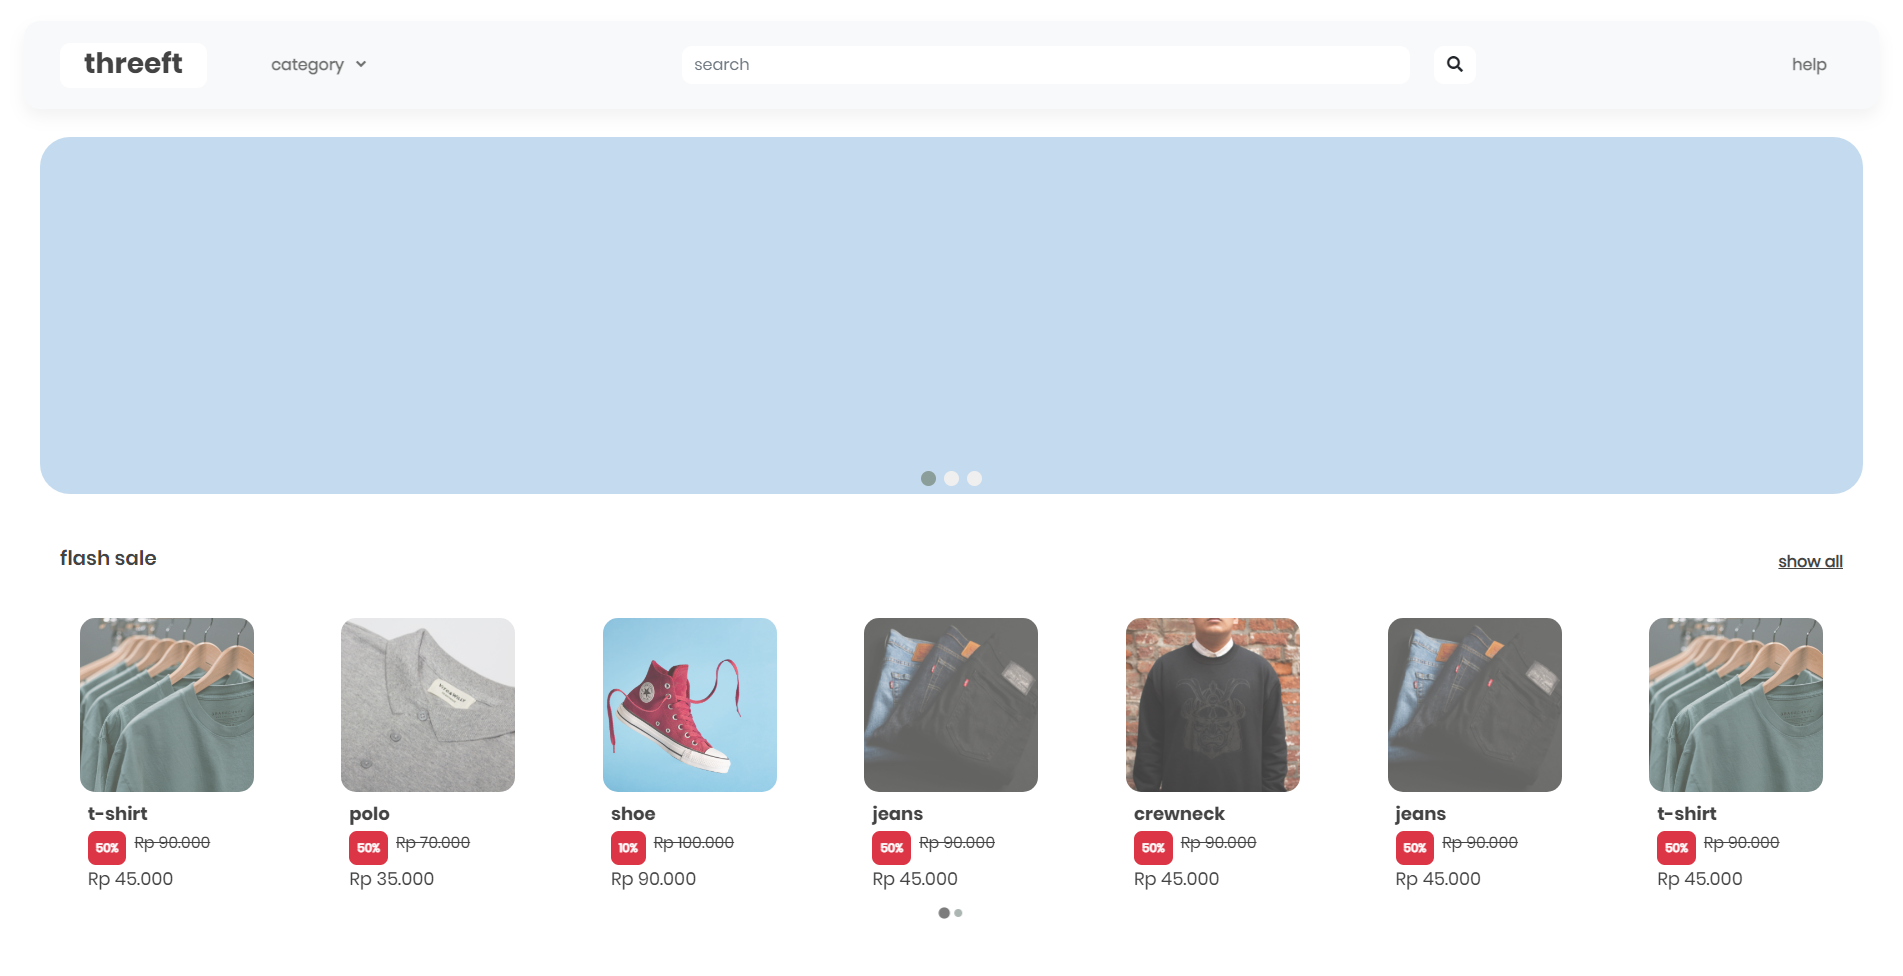 threeft
category
search
help
flash sale
show all
t-shirt
50% Rp 90.000
Rp 45.000
polo
50% Rp 70.000
Rp 35.000
shoe
10% Rp 100.000
Rp 90.000
jeans
50% Rp 90.000
Rp 45.000
crewneck
50% Rp 90.000
Rp 45.000
jeans
50% Rp 90.000
Rp 45.000
t-shirt
50% Rp 90.000
Rp 45.000